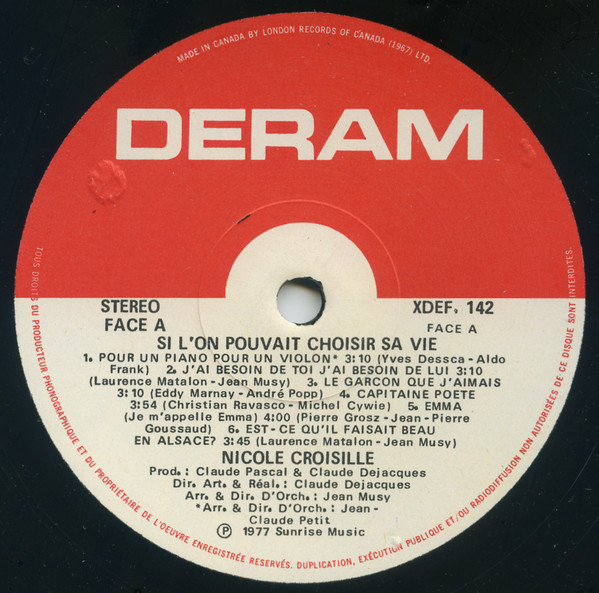 MADE IN CANADA BY LONDON RECORDS OF CANADA (1967) LTD.
DERAM
STEREO
FACE A
XDEF. 142
FACE A
SI L'ON POUVAIT CHOISIR SA VIE
1. POUR UN PIANO POUR UN VIOLON* 3:10 (Yves Dessca - Aldo
Frank) 2. J'AI BESOIN DE TOI J'AI BESOIN DE LUI 3:10
(Laurence Matalon - Jean Musy) 3. LE GARCON QUE J'AIMAIS
3:10 (Eddy Marnay - André Popp) 4. CAPITAINE POETE
3:54 (Christian Ravasco - Michel Cywie) 5. EMMA
(Je m'appelle Emma) 4:00 (Pierre Grosz - Jean - Pierre
Goussaud) 6. EST - CE QU'IL FAISAIT BEAU
EN ALSACE? 3:45 (Laurence Matalon - Jean Musy)
NICOLE CROISILLE
Prod. : Claude Pascal & Claude Dejacques
Dir. Art. & Réal. : Claude Dejacques
Arr. & Dir. D'Orch. : Jean Musy
*Arr. & Dir. D'Orch. : Jean -
Claude Petit
℗ 1977 Sunrise Music
TOUS DROITS DU PRODUCTEUR PHONOGRAPHIQUE ET DU PROPRIÉTAIRE DE L'OEUVRE ENREGISTRÉE RESERVÉS. DUPLICATION, EXÉCUTION PUBLIQUE ET/OU RADIODIFFUSION NON AUTORISÉES DE CE DISQUE SONT INTERDITES.